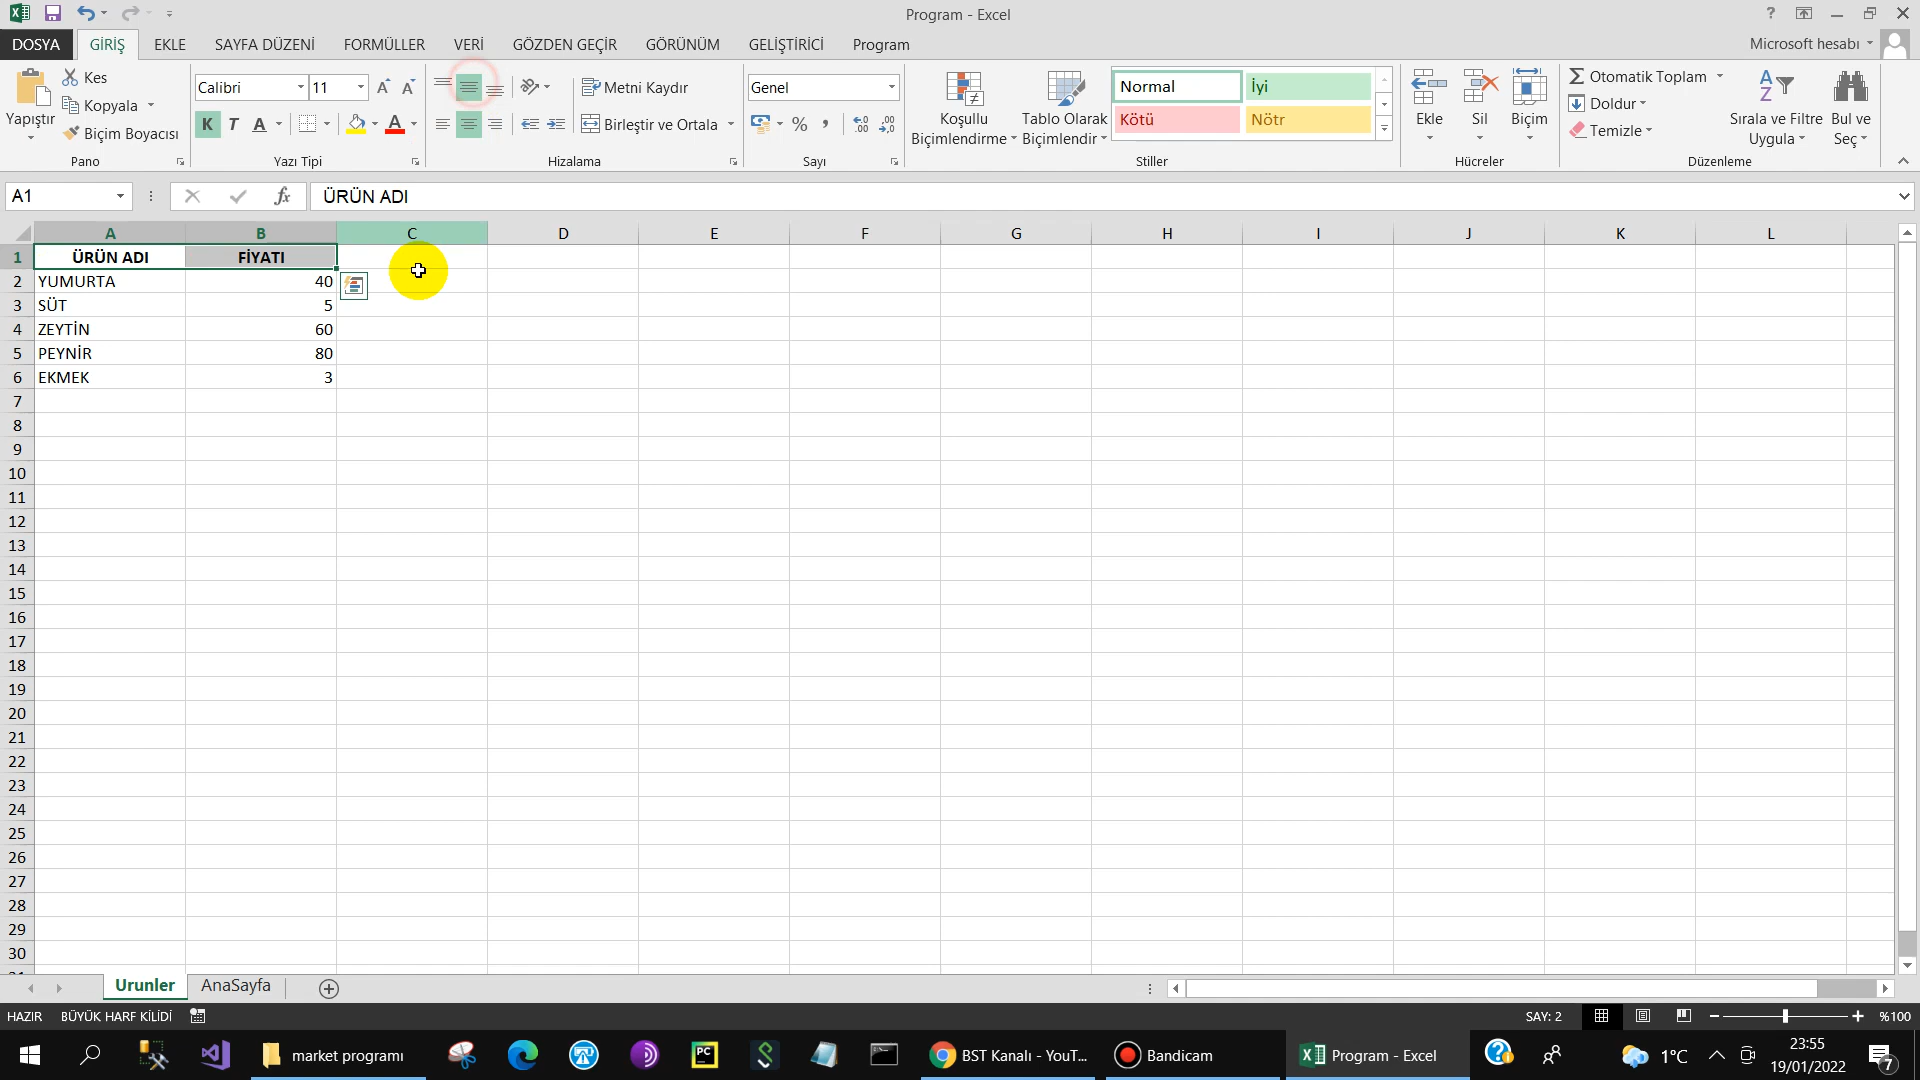 Program - Excel
DOSYA GİRİŞ EKLE SAYFA DÜZENİ FORMÜLLER VERİ GÖZDEN GEÇİR GÖRÜNÜM GELİŞTİRİCİ Program Microsoft hesabı
Yapıştır
Kes
Kopyala
Biçim Boyacısı
Pano
Calibri 11
K T A A
Yazı Tipi
Metni Kaydır
Birleştir ve Ortala
Hizalama
Genel
%
Sayı
Koşullu Biçimlendirme
Tablo Olarak Biçimlendir
Normal İyi
Kötü Nötr
Stiller
Ekle Sil Biçim
Hücreler
Otomatik Toplam
Doldur
Temizle
Sırala ve Filtre Uygula
Bul ve Seç
Düzenleme
A1 fx ÜRÜN ADI
A B C D E F G H I J K L
1 ÜRÜN ADI FİYATI
2 YUMURTA 40
3 SÜT 5
4 ZEYTİN 60
5 PEYNİR 80
6 EKMEK 3
7
8
9
10
11
12
13
14
15
16
17
18
19
20
21
22
23
24
25
26
27
28
29
30
Urunler AnaSayfa
HAZIR BÜYÜK HARF KİLİDİ SAY: 2 %100
market programı PC BST Kanalı - YouT... Bandicam Program - Excel 1°C 23:55
19/01/2022 7